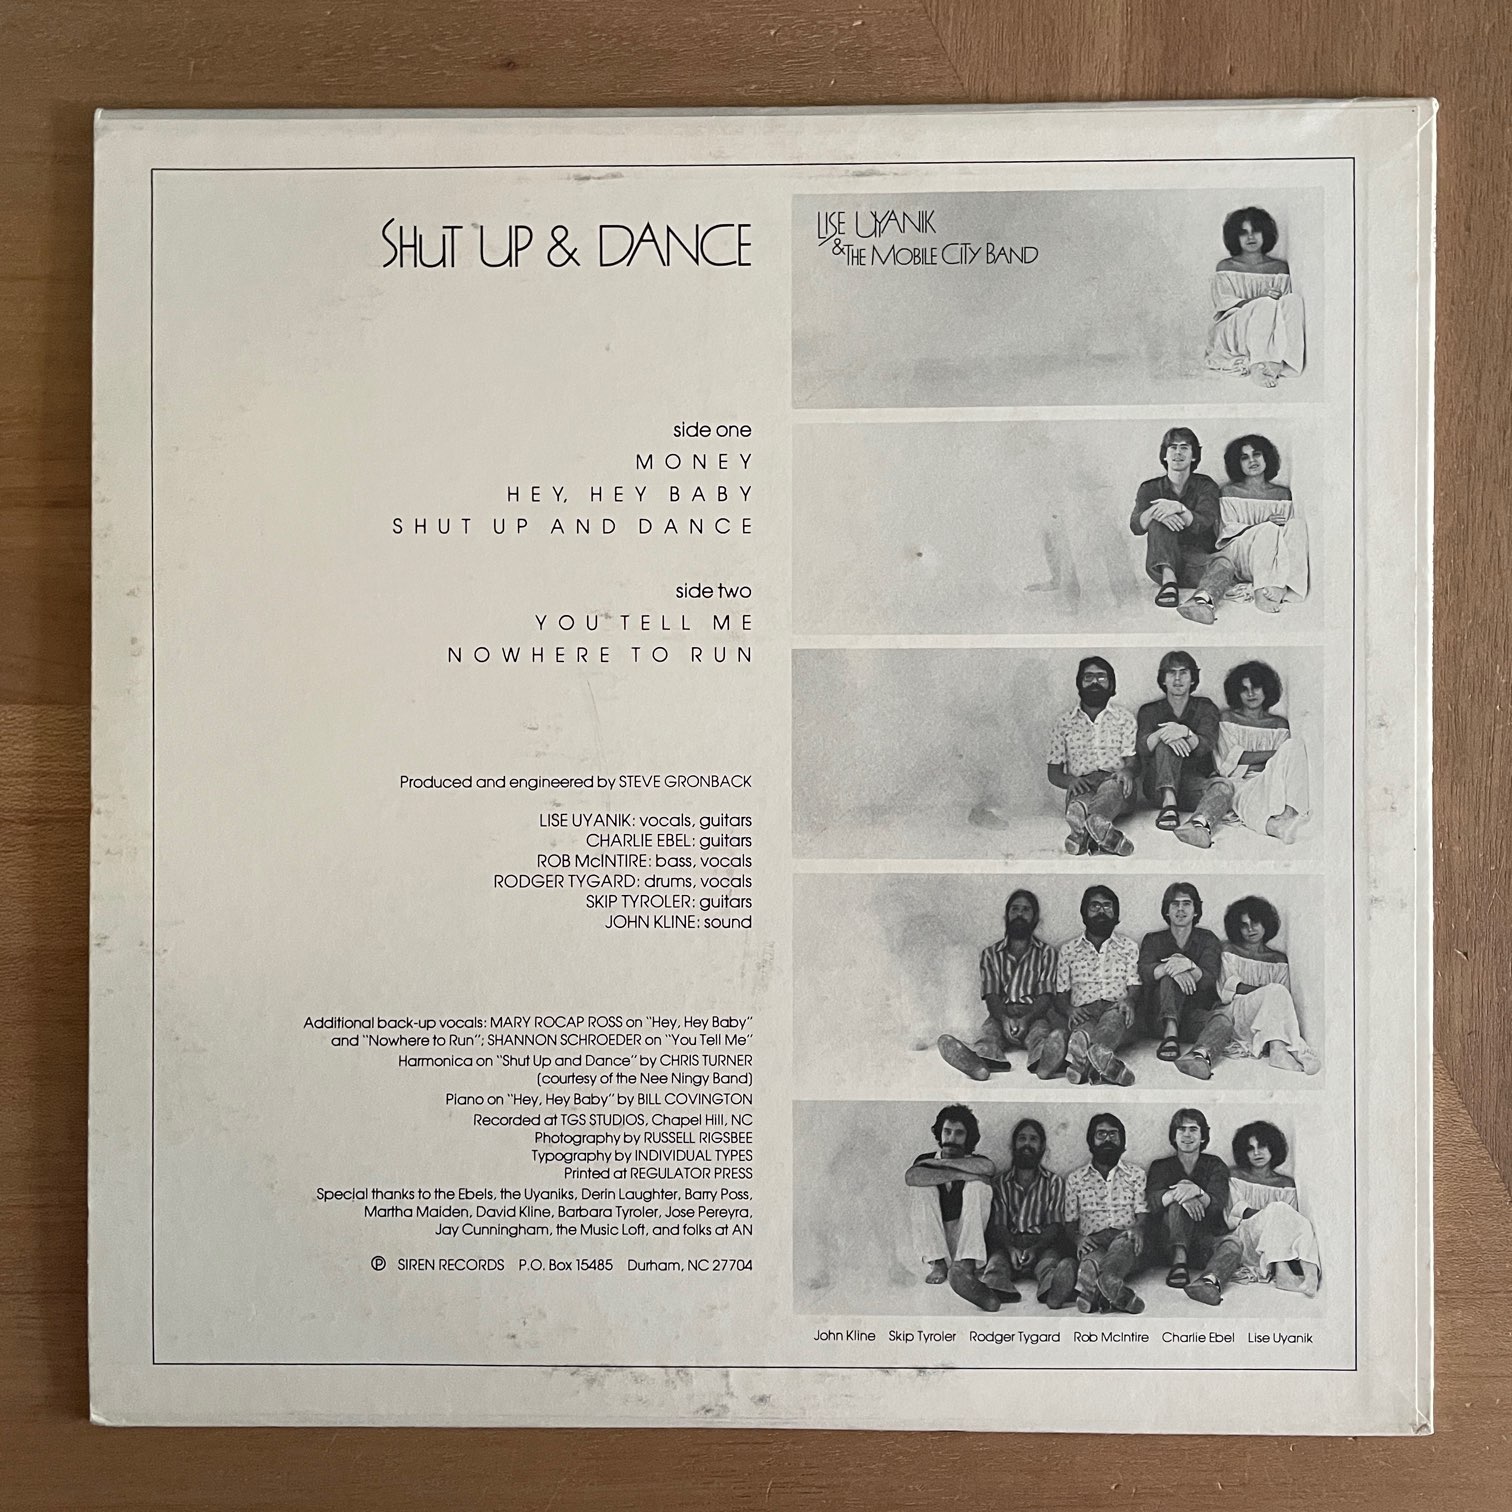 SHUT UP & DANCE
side one
MONEY
HEY, HEY BABY
SHUT UP AND DANCE
side two
YOU TELL ME
NOWHERE TO RUN
Produced and engineered by STEVE GRONBACK
LISE UYANIK: vocals, guitars
CHARLIE EBEL: guitars
ROB McINTIRE: bass, vocals
RODGER TYGARD: drums, vocals
SKIP TYROLER: guitars
JOHN KLINE: sound
Additional back-up vocals: MARY ROCAP ROSS on "Hey, Hey Baby"
and "Nowhere to Run"; SHANNON SCHROEDER on "You Tell Me"
Harmonica on "Shut Up and Dance" by CHRIS TURNER
(courtesy of the Nee Ningy Band)
Piano on "Hey, Hey Baby" by BILL COVINGTON
Recorded at TGS STUDIOS, Chapel Hill, NC
Photography by RUSSELL RIGSBEE
Typography by INDIVIDUAL TYPES
Printed at REGULATOR PRESS
Special thanks to the Ebels, the Uyaniks, Derin Laughter, Barry Poss,
Martha Maiden, David Kline, Barbara Tyroler, Jose Pereyra,
Jay Cunningham, the Music Loft, and folks at AN
℗ SIREN RECORDS P.O. Box 15485 Durham, NC 27704
LISE UYANIK
& THE MOBILE CITY BAND
John Kline Skip Tyroler Rodger Tygard Rob McIntire Charlie Ebel Lise Uyanik